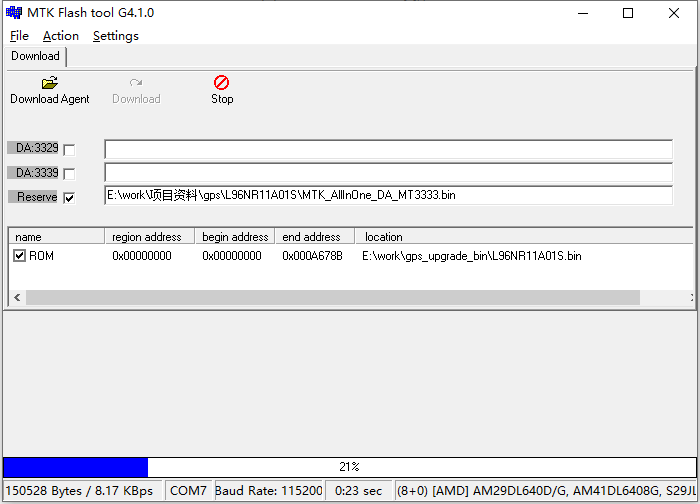 MTK Flash tool G4.1.0
File Action Settings
Download
Download Agent Download Stop
DA:3329
DA:3339
Reserve E:\work\项目资料\gps\L96NR11A01S\MTK_AllInOne_DA_MT3333.bin
name region address begin address end address location
ROM 0x00000000 0x00000000 0x000A678B E:\work\gps_upgrade_bin\L96NR11A01S.bin
21%
150528 Bytes / 8.17 KBps COM7 Baud Rate: 115200 0:23 sec (8+0) [AMD] AM29DL640D/G, AM41DL6408G, S29JL